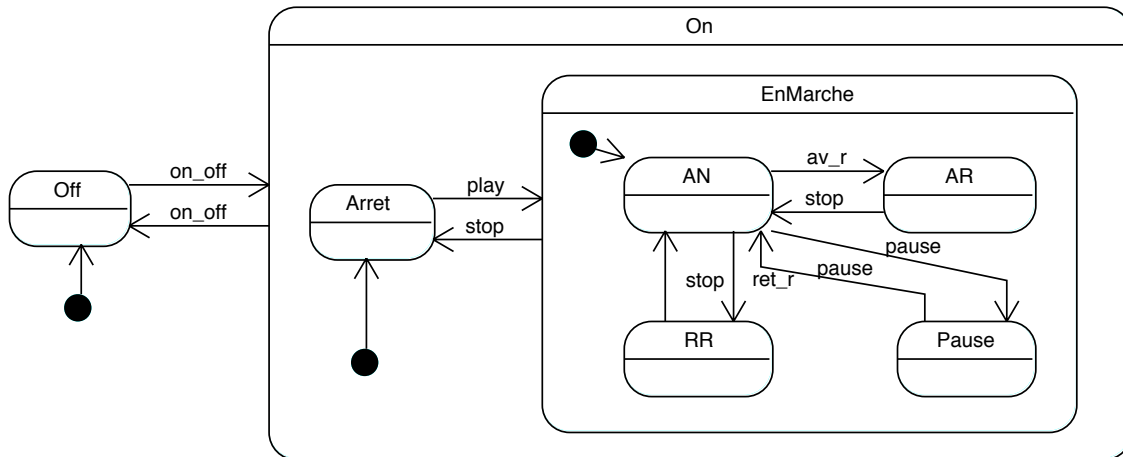 On
EnMarche
Off
on_off
on_off
Arret
play
stop
AN
av_r
AR
stop
pause
pause
stop
ret_r
RR
Pause